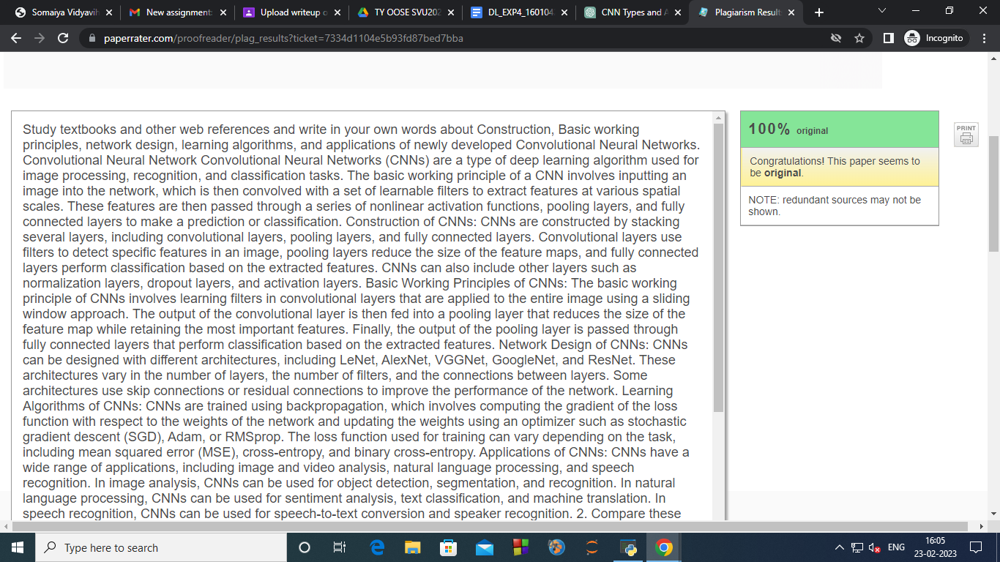 Somaiya Vidyavih
New assignment:
Upload writeup o
TY OOSE SVU202
DL_EXP4_160104
CNN Types and A
Plagiarism Result
paperrater.com/proofreader/plag_results?ticket=7334d1104e5b93fd87bed7bba
Incognito
Study textbooks and other web references and write in your own words about Construction, Basic working
principles, network design, learning algorithms, and applications of newly developed Convolutional Neural Networks.
Convolutional Neural Network Convolutional Neural Networks (CNNs) are a type of deep learning algorithm used for
image processing, recognition, and classification tasks. The basic working principle of a CNN involves inputting an
image into the network, which is then convolved with a set of learnable filters to extract features at various spatial
scales. These features are then passed through a series of nonlinear activation functions, pooling layers, and fully
connected layers to make a prediction or classification. Construction of CNNs: CNNs are constructed by stacking
several layers, including convolutional layers, pooling layers, and fully connected layers. Convolutional layers use
filters to detect specific features in an image, pooling layers reduce the size of the feature maps, and fully connected
layers perform classification based on the extracted features. CNNs can also include other layers such as
normalization layers, dropout layers, and activation layers. Basic Working Principles of CNNs: The basic working
principle of CNNs involves learning filters in convolutional layers that are applied to the entire image using a sliding
window approach. The output of the convolutional layer is then fed into a pooling layer that reduces the size of the
feature map while retaining the most important features. Finally, the output of the pooling layer is passed through
fully connected layers that perform classification based on the extracted features. Network Design of CNNs: CNNs
can be designed with different architectures, including LeNet, AlexNet, VGGNet, GoogleNet, and ResNet. These
architectures vary in the number of layers, the number of filters, and the connections between layers. Some
architectures use skip connections or residual connections to improve the performance of the network. Learning
Algorithms of CNNs: CNNs are trained using backpropagation, which involves computing the gradient of the loss
function with respect to the weights of the network and updating the weights using an optimizer such as stochastic
gradient descent (SGD), Adam, or RMSprop. The loss function used for training can vary depending on the task,
including mean squared error (MSE), cross-entropy, and binary cross-entropy. Applications of CNNs: CNNs have a
wide range of applications, including image and video analysis, natural language processing, and speech
recognition. In image analysis, CNNs can be used for object detection, segmentation, and recognition. In natural
language processing, CNNs can be used for sentiment analysis, text classification, and machine translation. In
speech recognition, CNNs can be used for speech-to-text conversion and speaker recognition. 2. Compare these
100% original
Congratulations! This paper seems to
be original.
NOTE: redundant sources may not be
shown.
PRINT
Type here to search
ENG
16:05
23-02-2023